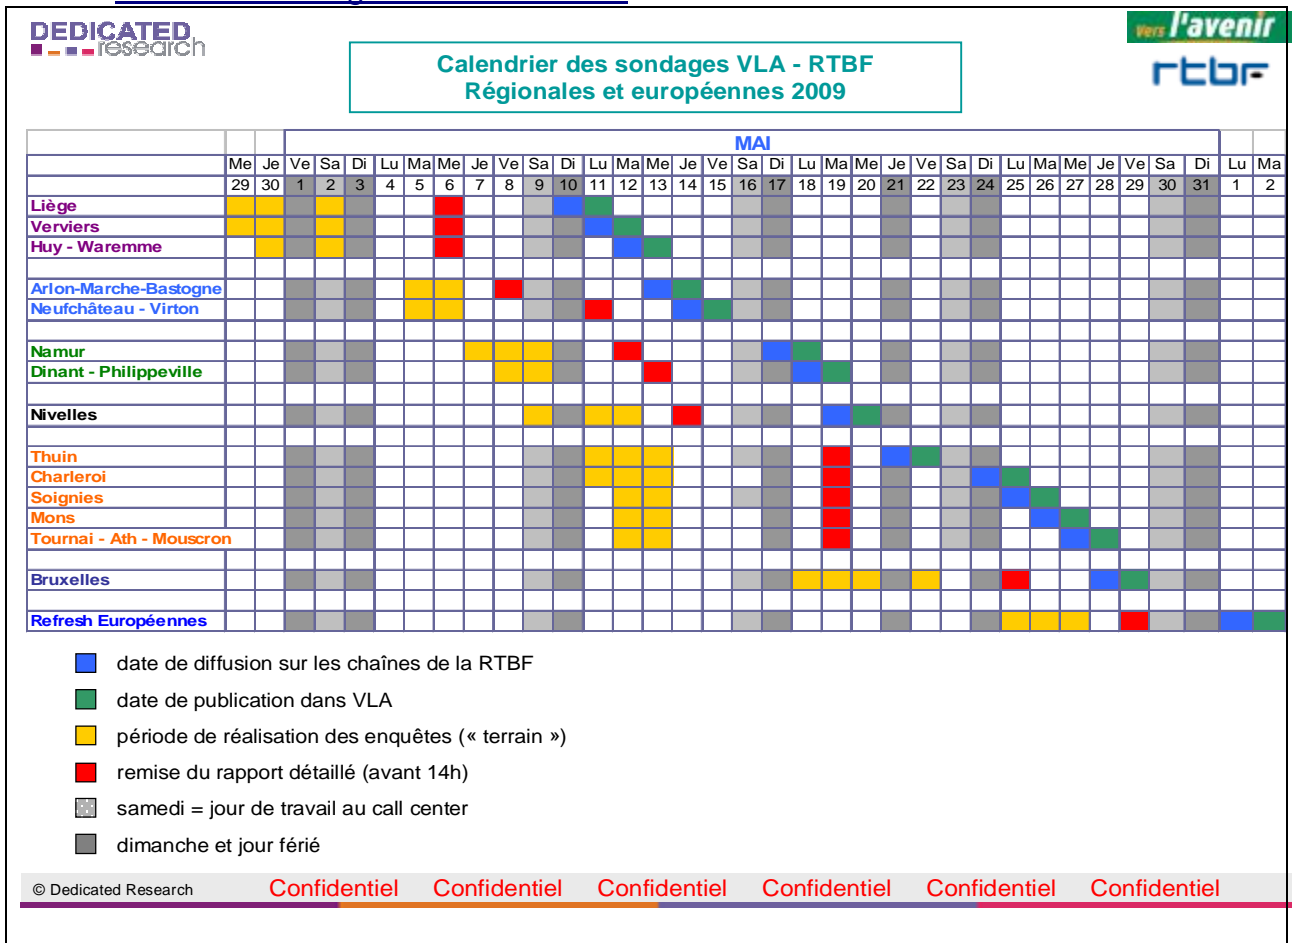 DEDICATED
research
Vers l'avenir
rtbf
Calendrier des sondages VLA - RTBF
Régionales et européennes 2009
MAI
Me Je Ve Sa Di Lu Ma Me Je Ve Sa Di Lu Ma Me Je Ve Sa Di Lu Ma Me Je Ve Sa Di Lu Ma Me Je Ve Sa Di Lu Ma
29 30 1 2 3 4 5 6 7 8 9 10 11 12 13 14 15 16 17 18 19 20 21 22 23 24 25 26 27 28 29 30 31 1 2
Liège
Verviers
Huy - Waremme
Arlon-Marche-Bastogne
Neufchâteau - Virton
Namur
Dinant - Philippeville
Nivelles
Thuin
Charleroi
Soignies
Mons
Tournai - Ath - Mouscron
Bruxelles
Refresh Européennes
date de diffusion sur les chaînes de la RTBF
date de publication dans VLA
période de réalisation des enquêtes (« terrain »)
remise du rapport détaillé (avant 14h)
samedi = jour de travail au call center
dimanche et jour férié
© Dedicated Research Confidentiel Confidentiel Confidentiel Confidentiel Confidentiel Confidentiel